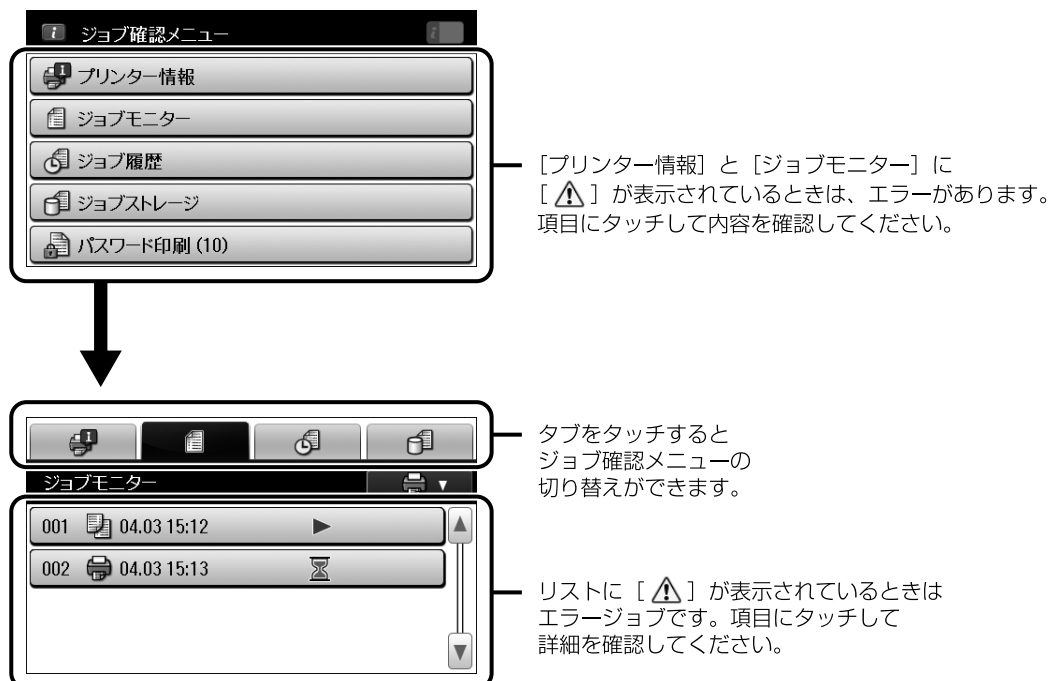 ジョブ確認メニュー
プリンター情報
ジョブモニター
ジョブ履歴
ジョブストレージ
パスワード印刷 (10)
[プリンター情報] と [ジョブモニター] に
[ ⚠ ] が表示されているときは、エラーがあります。
項目にタッチして内容を確認してください。
タブをタッチすると
ジョブ確認メニューの
切り替えができます。
ジョブモニター
001 04.03 15:12
002 04.03 15:13
リストに [ ⚠ ] が表示されているときは
エラージョブです。項目にタッチして
詳細を確認してください。